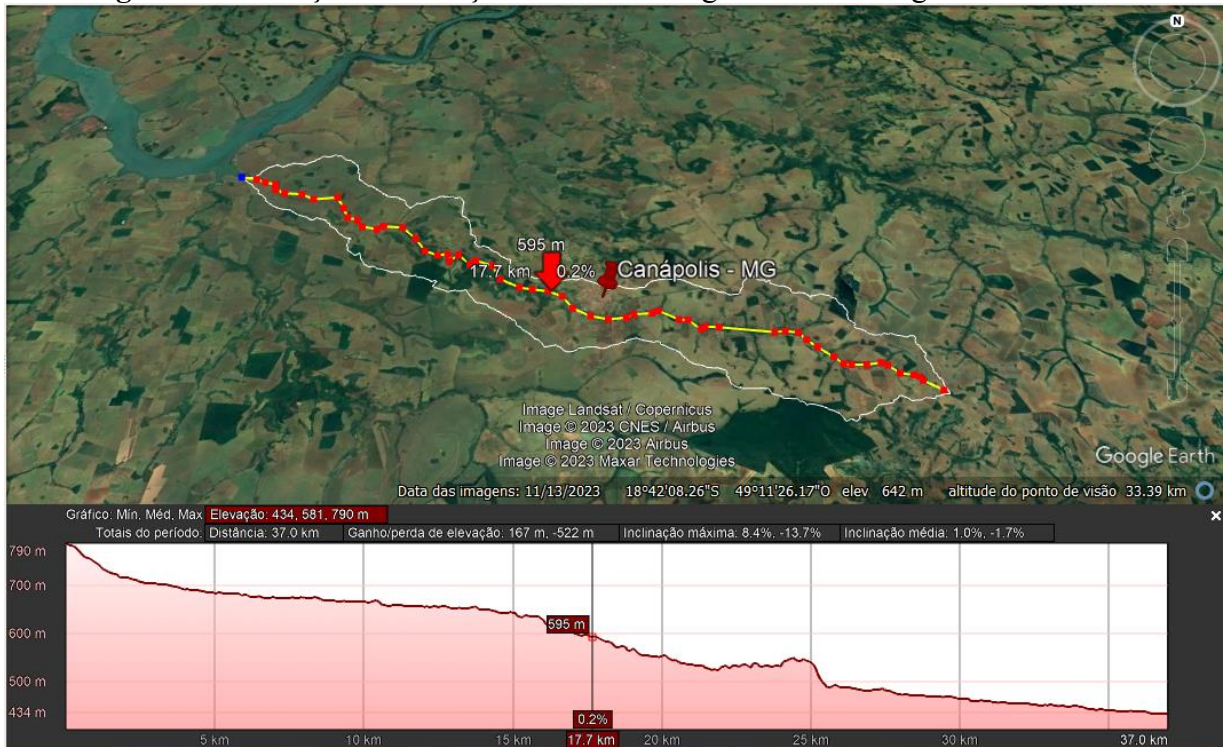 N
595 m
17.7 km 0.2% Canápolis - MG
Image Landsat / Copernicus
Image © 2023 CNES / Airbus
Image © 2023 Airbus
Image © 2023 Maxar Technologies
Google Earth
Data das imagens: 11/13/2023 18°42'08.26"S 49°11'26.17"O elev 642 m altitude do ponto de visão 33.39 km
Gráfico: Mín, Méd, Max Elevação: 434, 581, 790 m
Totais do período: Distância: 37.0 km Ganho/perda de elevação: 167 m, -522 m Inclinação máxima: 8.4%, -13.7% Inclinação média: 1.0%, -1.7%
790 m
700 m
600 m
595 m
500 m
434 m
0.2%
5 km 10 km 15 km 17.7 km 20 km 25 km 30 km 37.0 km